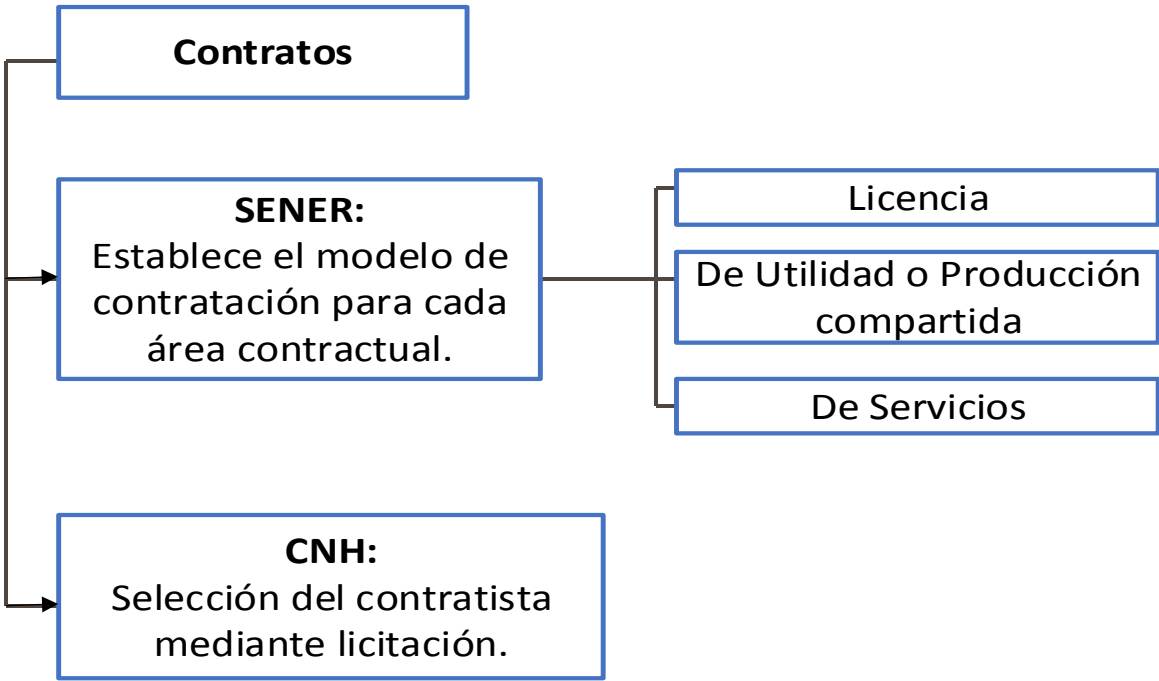 Contratos
SENER:
Establece el modelo de
contratación para cada
área contractual.
Licencia
De Utilidad o Producción
compartida
De Servicios
CNH:
Selección del contratista
mediante licitación.